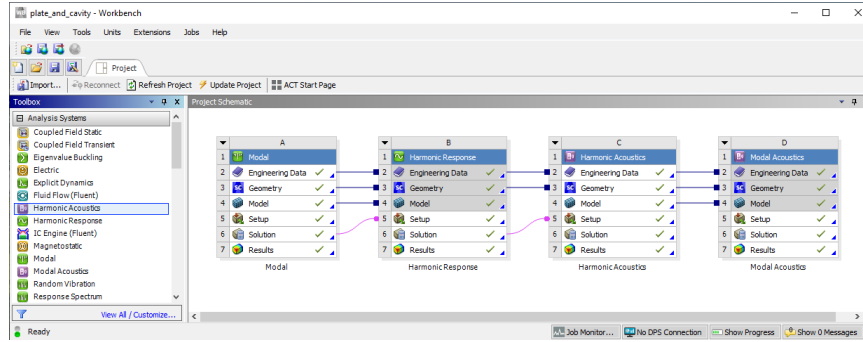 plate_and_cavity - Workbench
File View Tools Units Extensions Jobs Help
Project
Import... Reconnect Refresh Project Update Project ACT Start Page
Toolbox
Analysis Systems
Coupled Field Static
Coupled Field Transient
Eigenvalue Buckling
Electric
Explicit Dynamics
Fluid Flow (Fluent)
Harmonic Acoustics
Harmonic Response
IC Engine (Fluent)
Magnetostatic
Modal
Modal Acoustics
Random Vibration
Response Spectrum
View All / Customize...
Project Schematic
A
1 Modal
2 Engineering Data
3 Geometry
4 Model
5 Setup
6 Solution
7 Results
Modal
B
1 Harmonic Response
2 Engineering Data
3 Geometry
4 Model
5 Setup
6 Solution
7 Results
Harmonic Response
C
1 Harmonic Acoustics
2 Engineering Data
3 Geometry
4 Model
5 Setup
6 Solution
7 Results
Harmonic Acoustics
D
1 Modal Acoustics
2 Engineering Data
3 Geometry
4 Model
5 Setup
6 Solution
7 Results
Modal Acoustics
Ready
Job Monitor... No DPS Connection Show Progress Show 0 Messages